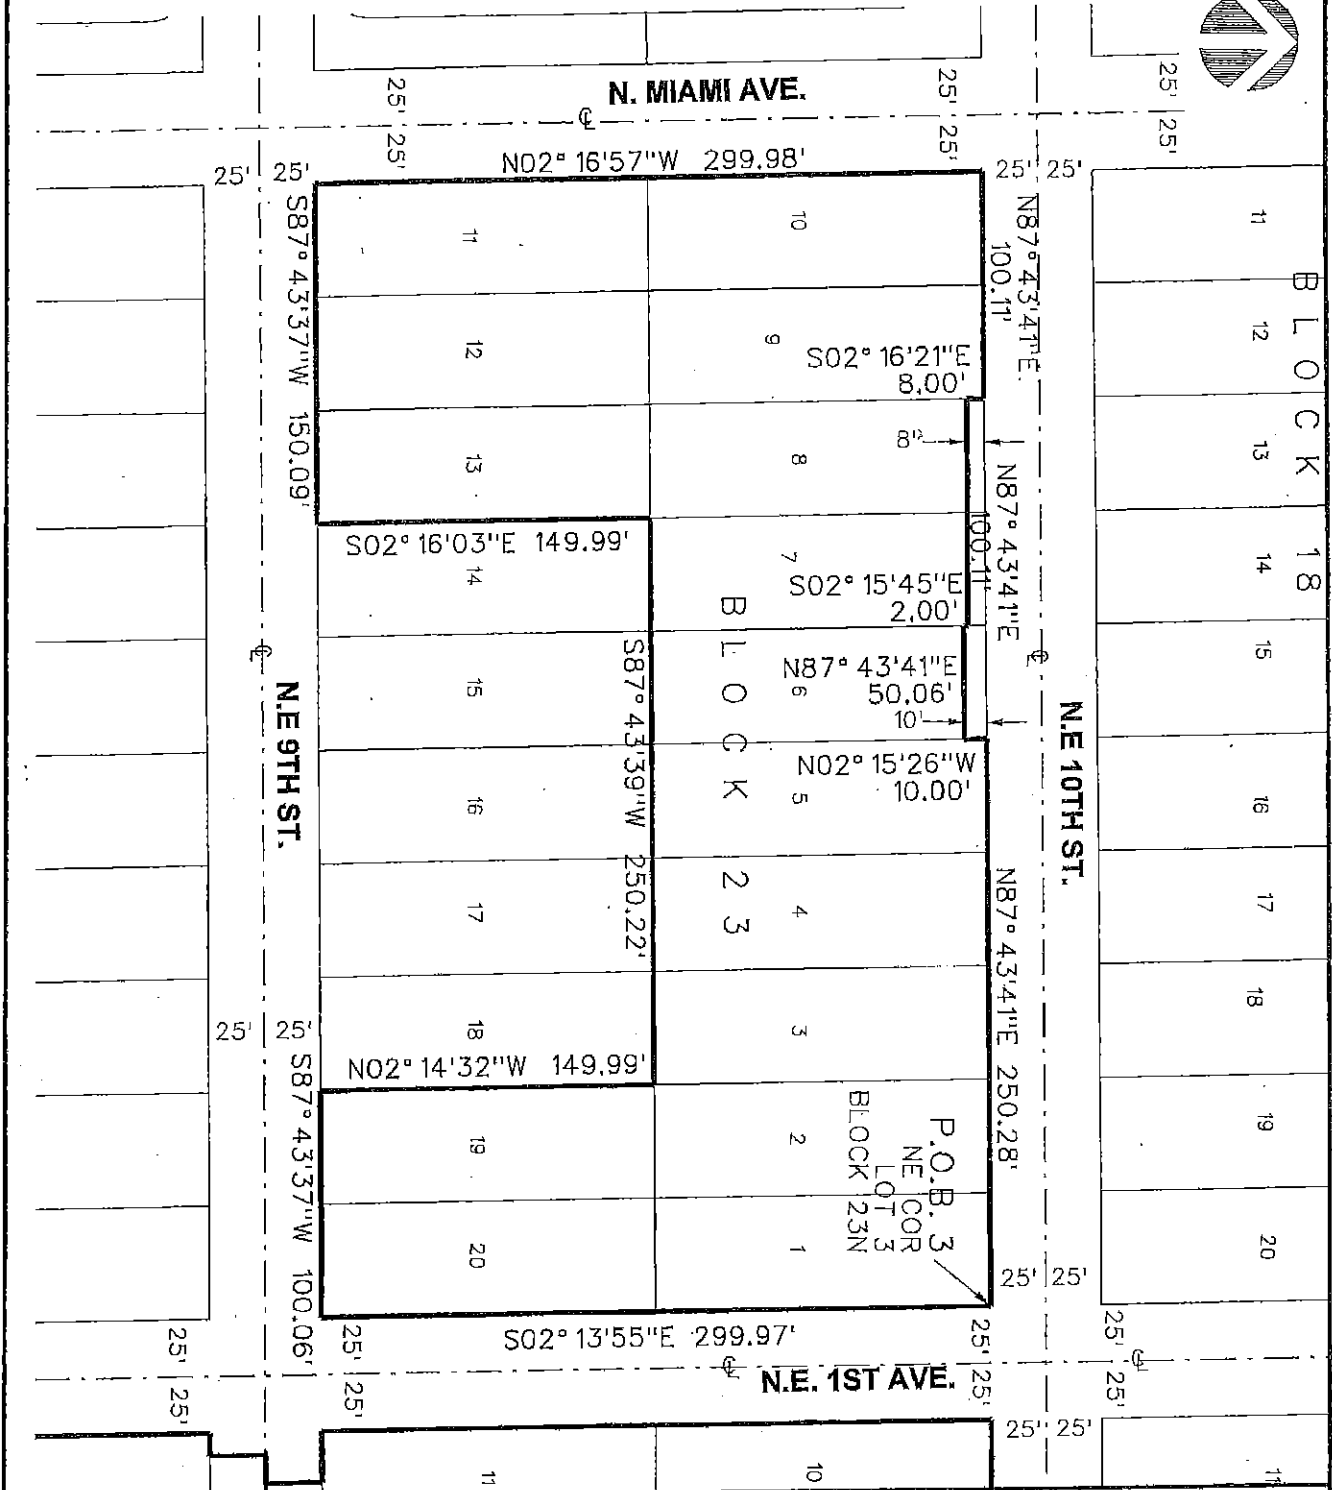 25' 25' 25'
N. MIAMI AVE.
℄
25' 25' 25'
N02° 16'57"W 299.98'
25' 25' 25' 25'
S87° 43'37"W 150.09'
N87° 43'41"E.
100.11'
11 10 11
BLOCK 18
12 9 12
S02° 16'21"E
8.00'
8'
13 8 13
N87° 43'41"E
100.11'
S02° 16'03"E 149.99'
14 7 14
S02° 15'45"E
2.00'
BLOCK 23
℄ ℄
N.E 9TH ST.
S87° 43'39"W 250.22'
N87° 43'41"E
50.06'
15 6 15
10'
N.E 10TH ST.
N02° 15'26"W
10.00'
16 5 16
17 4 17
N87° 43'41"E 250.28'
18 3 18
25' 25'
N02° 14'32"W 149.99'
S87° 43'37"W 100.06'
P.O.B. 3
NE COR
LOT 3
BLOCK 23N
19 2 19
20 1 20
25' 25'
25' 25' 25' 25'
S02° 13'55"E 299.97'
℄ ℄
N.E. 1ST AVE.
25' 25' 25' 25'
25' 25'
11 10 11